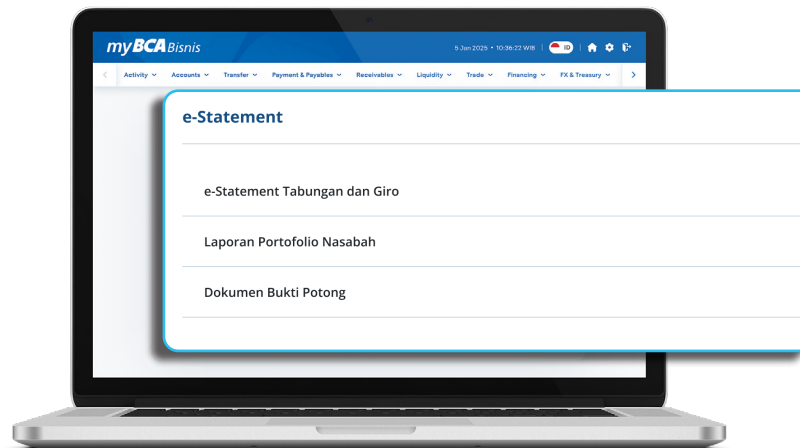 myBCA Bisnis
5 Jan 2025 • 10:36:22 WIB | ID
Activity Accounts Transfer Payment & Payables Receivables Liquidity Trade Financing FX & Treasury
e-Statement
e-Statement Tabungan dan Giro
Laporan Portofolio Nasabah
Dokumen Bukti Potong